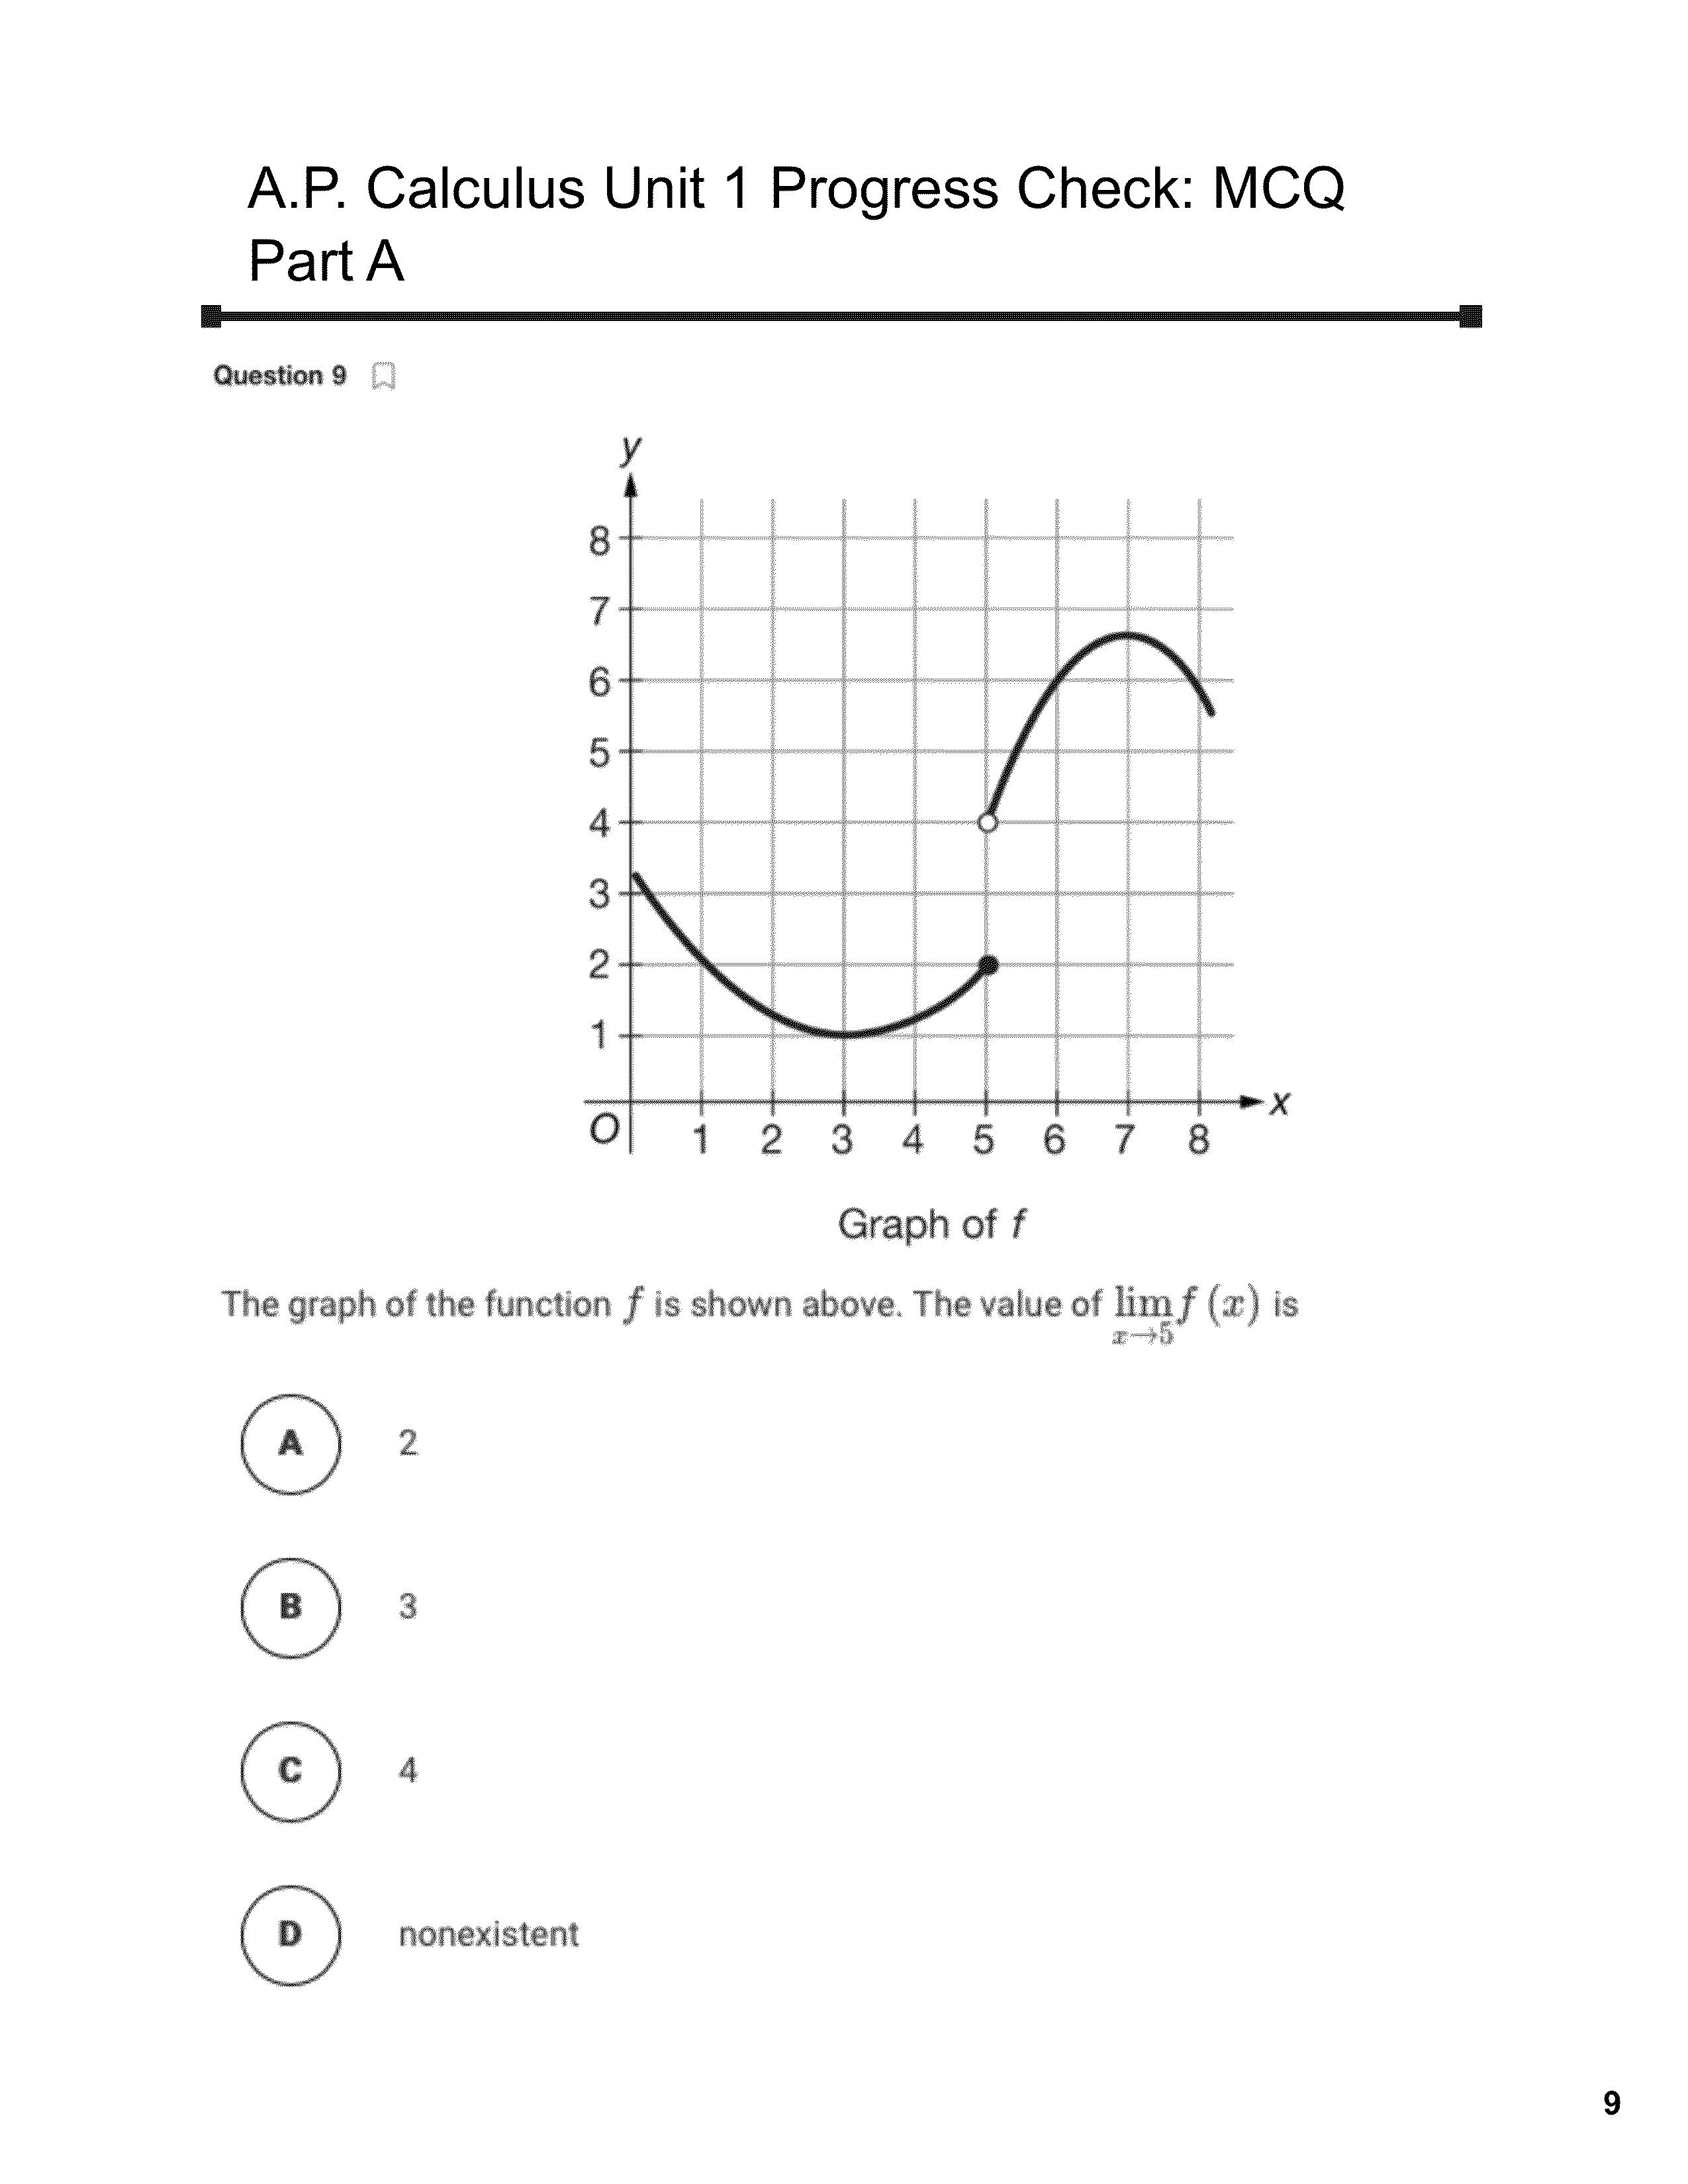 A.P. Calculus Unit 1 Progress Check: MCQ
Part A
Question 9
y
8
7
6
5
4
3
2
1
O
1 2 3 4 5 6 7 8
x
Graph of f
The graph of the function f is shown above. The value of lim f (x) is
x→5
A 2
B 3
C 4
D nonexistent
9